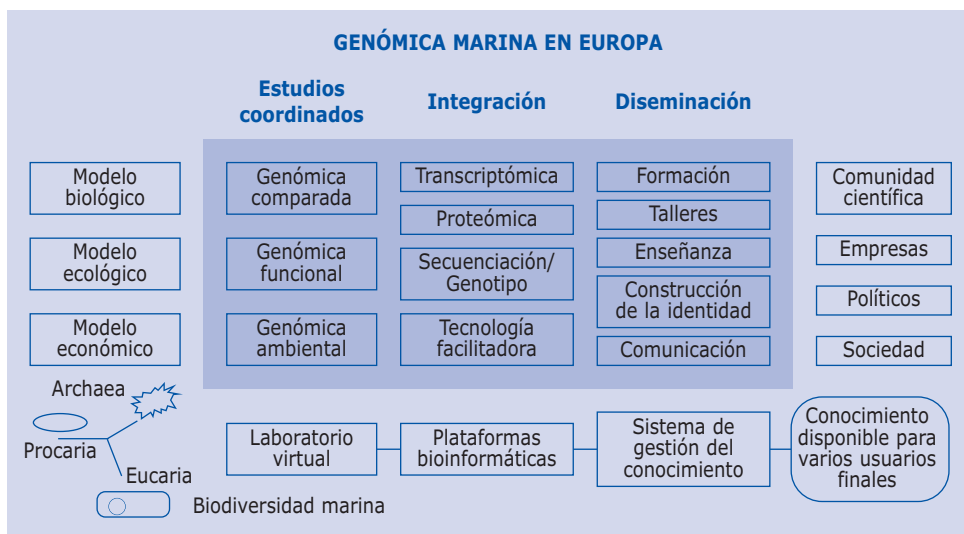 GENÓMICA MARINA EN EUROPA
Estudios
coordinados
Integración
Diseminación
Modelo
biológico
Modelo
ecológico
Modelo
económico
Genómica
comparada
Genómica
funcional
Genómica
ambiental
Transcriptómica
Proteómica
Secuenciación/
Genotipo
Tecnología
facilitadora
Formación
Talleres
Enseñanza
Construcción
de la identidad
Comunicación
Comunidad
científica
Empresas
Políticos
Sociedad
Archaea
Procaria
Eucaria
Biodiversidad marina
Laboratorio
virtual
Plataformas
bioinformáticas
Sistema de
gestión del
conocimiento
Conocimiento
disponible para
varios usuarios
finales